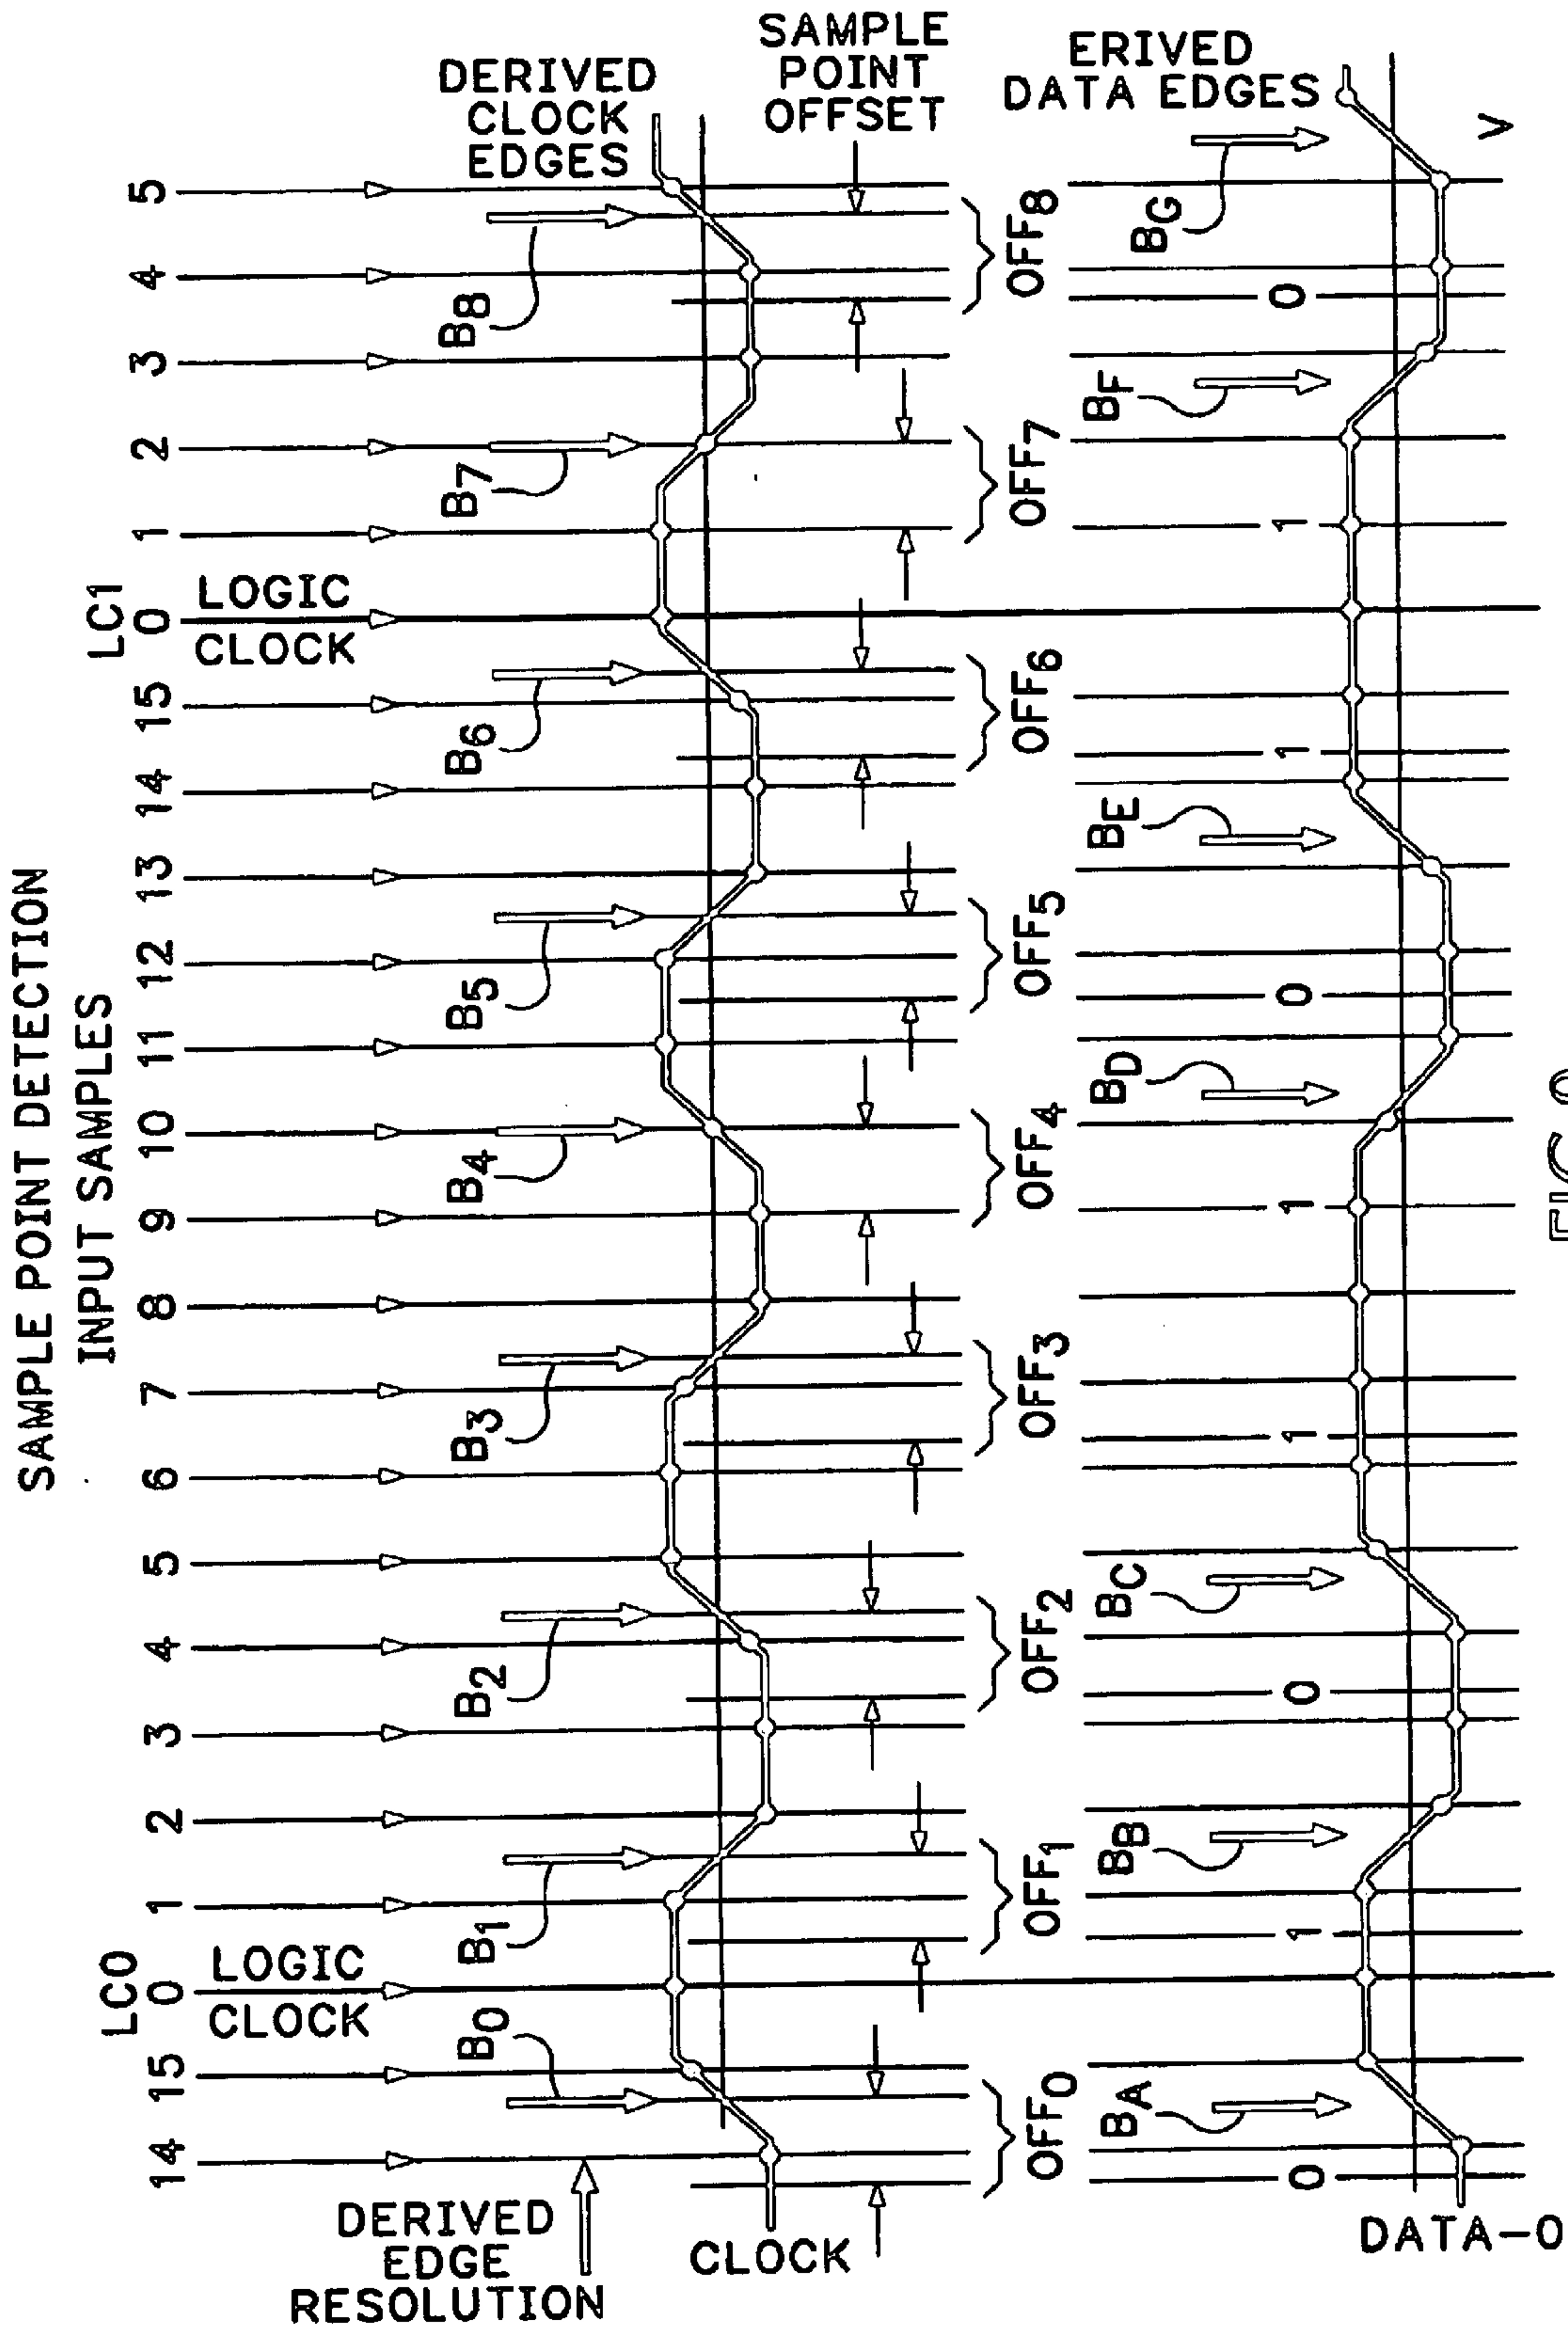 SAMPLE POINT DETECTION
INPUT SAMPLES
LC0 LC1
14 15 0 1 2 3 4 5 6 7 8 9 10 11 12 13 14 15 0 1 2 3 4 5
LOGIC
CLOCK
LOGIC
CLOCK
DERIVED
EDGE
RESOLUTION
DERIVED
CLOCK
EDGES
B0 B1 B2 B3 B4 B5 B6 B7 B8
CLOCK
SAMPLE
POINT
OFFSET
OFF0 OFF1 OFF2 OFF3 OFF4 OFF5 OFF6 OFF7 OFF8
ERIVED
DATA EDGES
BA BB BC BD BE BF BG
0 1 0 1 1 0 1 1 0
DATA-0
V